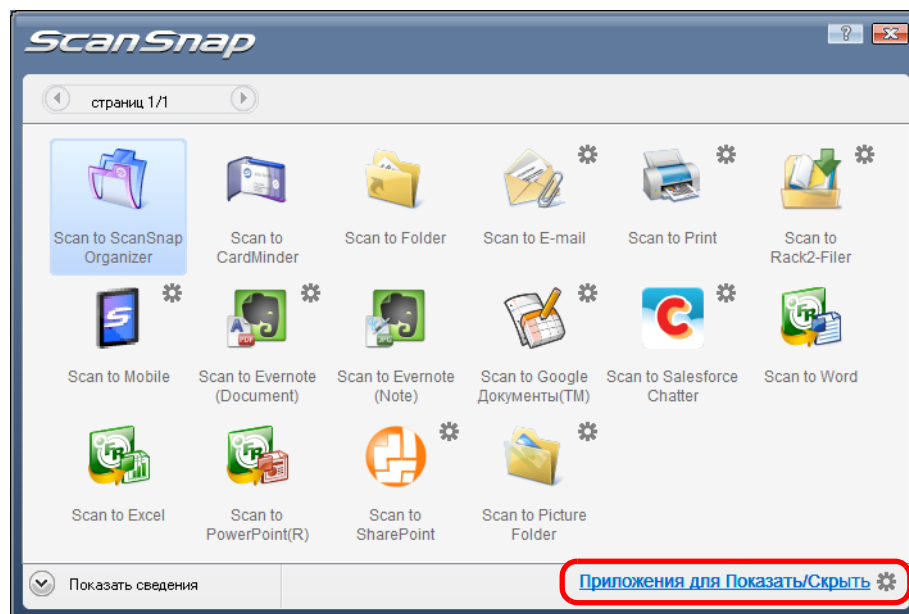 ScanSnap
страниц 1/1
Scan to ScanSnap
Organizer
Scan to
CardMinder
Scan to Folder
Scan to E-mail
Scan to Print
Scan to
Rack2-Filer
Scan to Mobile
Scan to Evernote
(Document)
Scan to Evernote
(Note)
Scan to Google
Документы(TM)
Scan to Salesforce
Chatter
Scan to Word
Scan to Excel
Scan to
PowerPoint(R)
Scan to
SharePoint
Scan to Picture
Folder
Показать сведения
Приложения для Показать/Скрыть